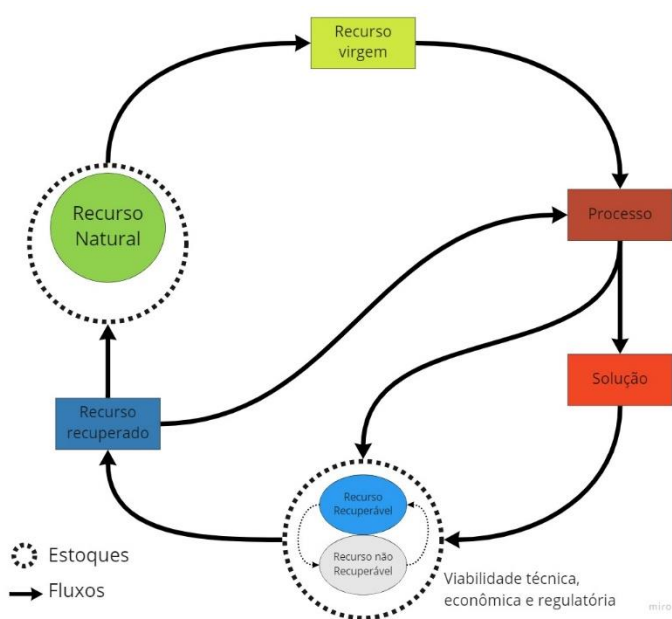 Recurso
virgem
Recurso
Natural
Processo
Recurso
recuperado
Solução
Recurso
Recuperável
Recurso não
Recuperável
Viabilidade técnica,
econômica e regulatória
Estoques
Fluxos
miro